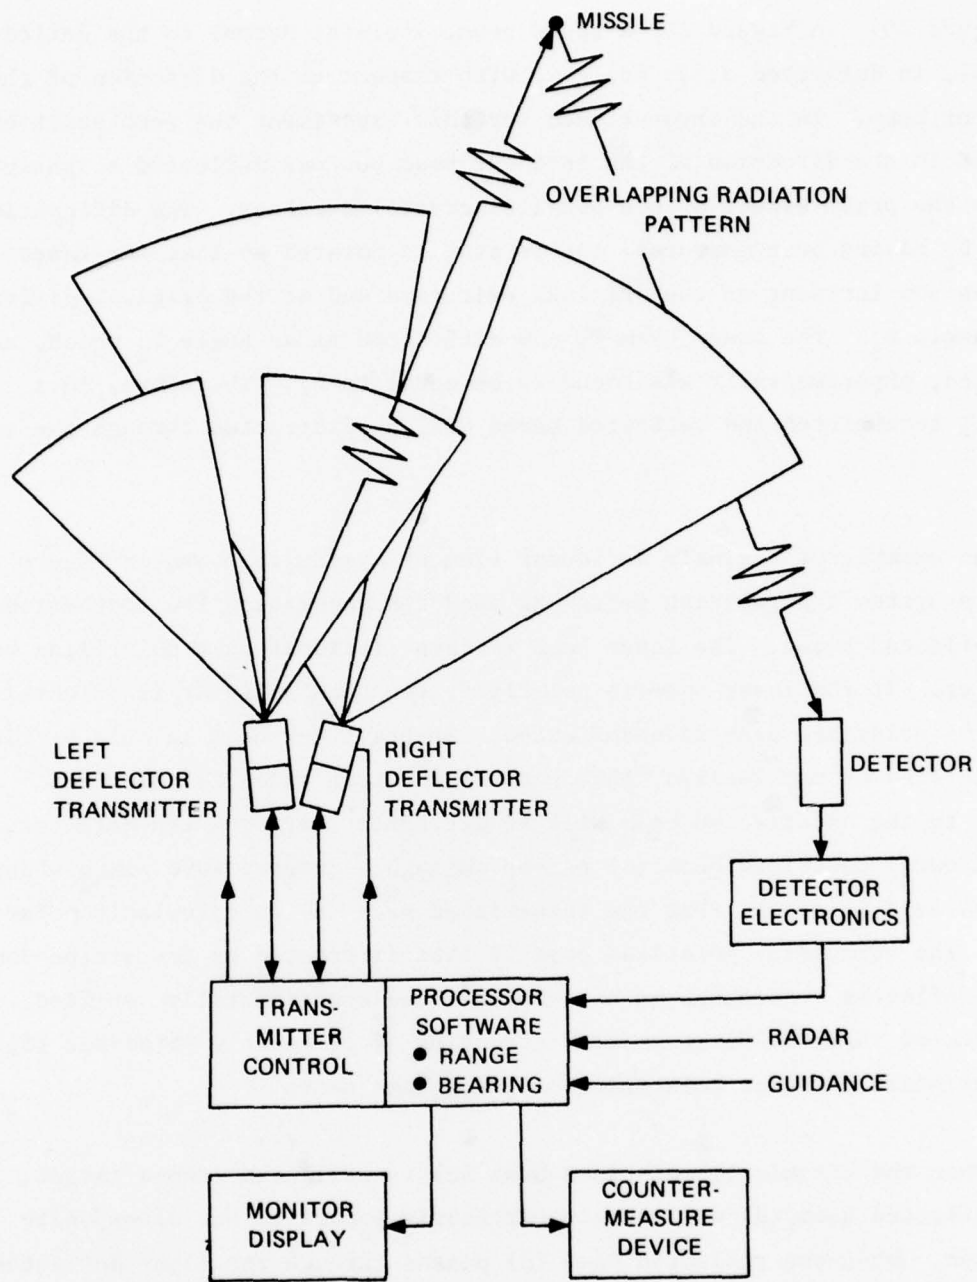 MISSILE
OVERLAPPING RADIATION
PATTERN
LEFT
DEFLECTOR
TRANSMITTER
RIGHT
DEFLECTOR
TRANSMITTER
DETECTOR
DETECTOR
ELECTRONICS
TRANS-
MITTER
CONTROL
PROCESSOR
SOFTWARE
● RANGE
● BEARING
RADAR
GUIDANCE
MONITOR
DISPLAY
COUNTER-
MEASURE
DEVICE